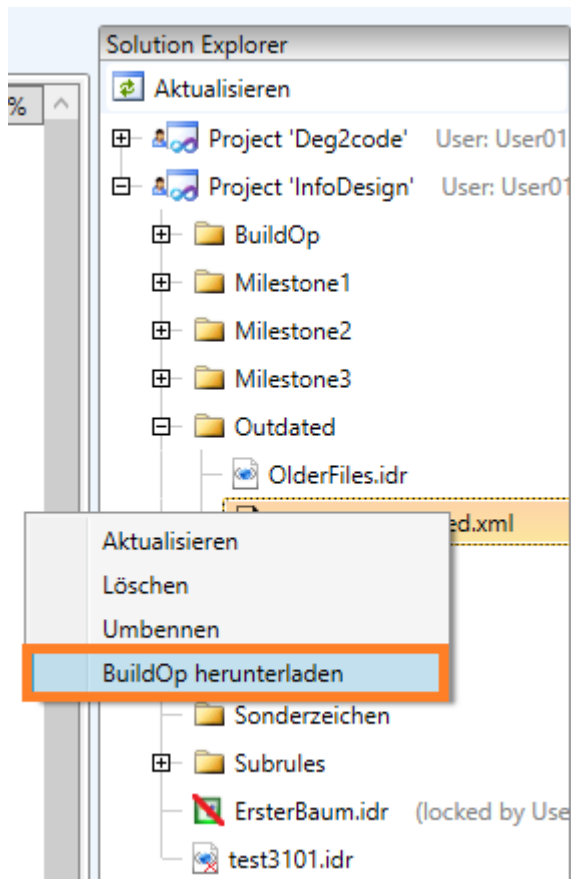 Solution Explorer
%
Aktualisieren
Project 'Deg2code' User: User01
Project 'InfoDesign' User: User01
BuildOp
Milestone1
Milestone2
Milestone3
Outdated
OlderFiles.idr
ed.xml
Aktualisieren
Löschen
Umbennen
BuildOp herunterladen
Sonderzeichen
Subrules
ErsterBaum.idr (locked by Use
test3101.idr